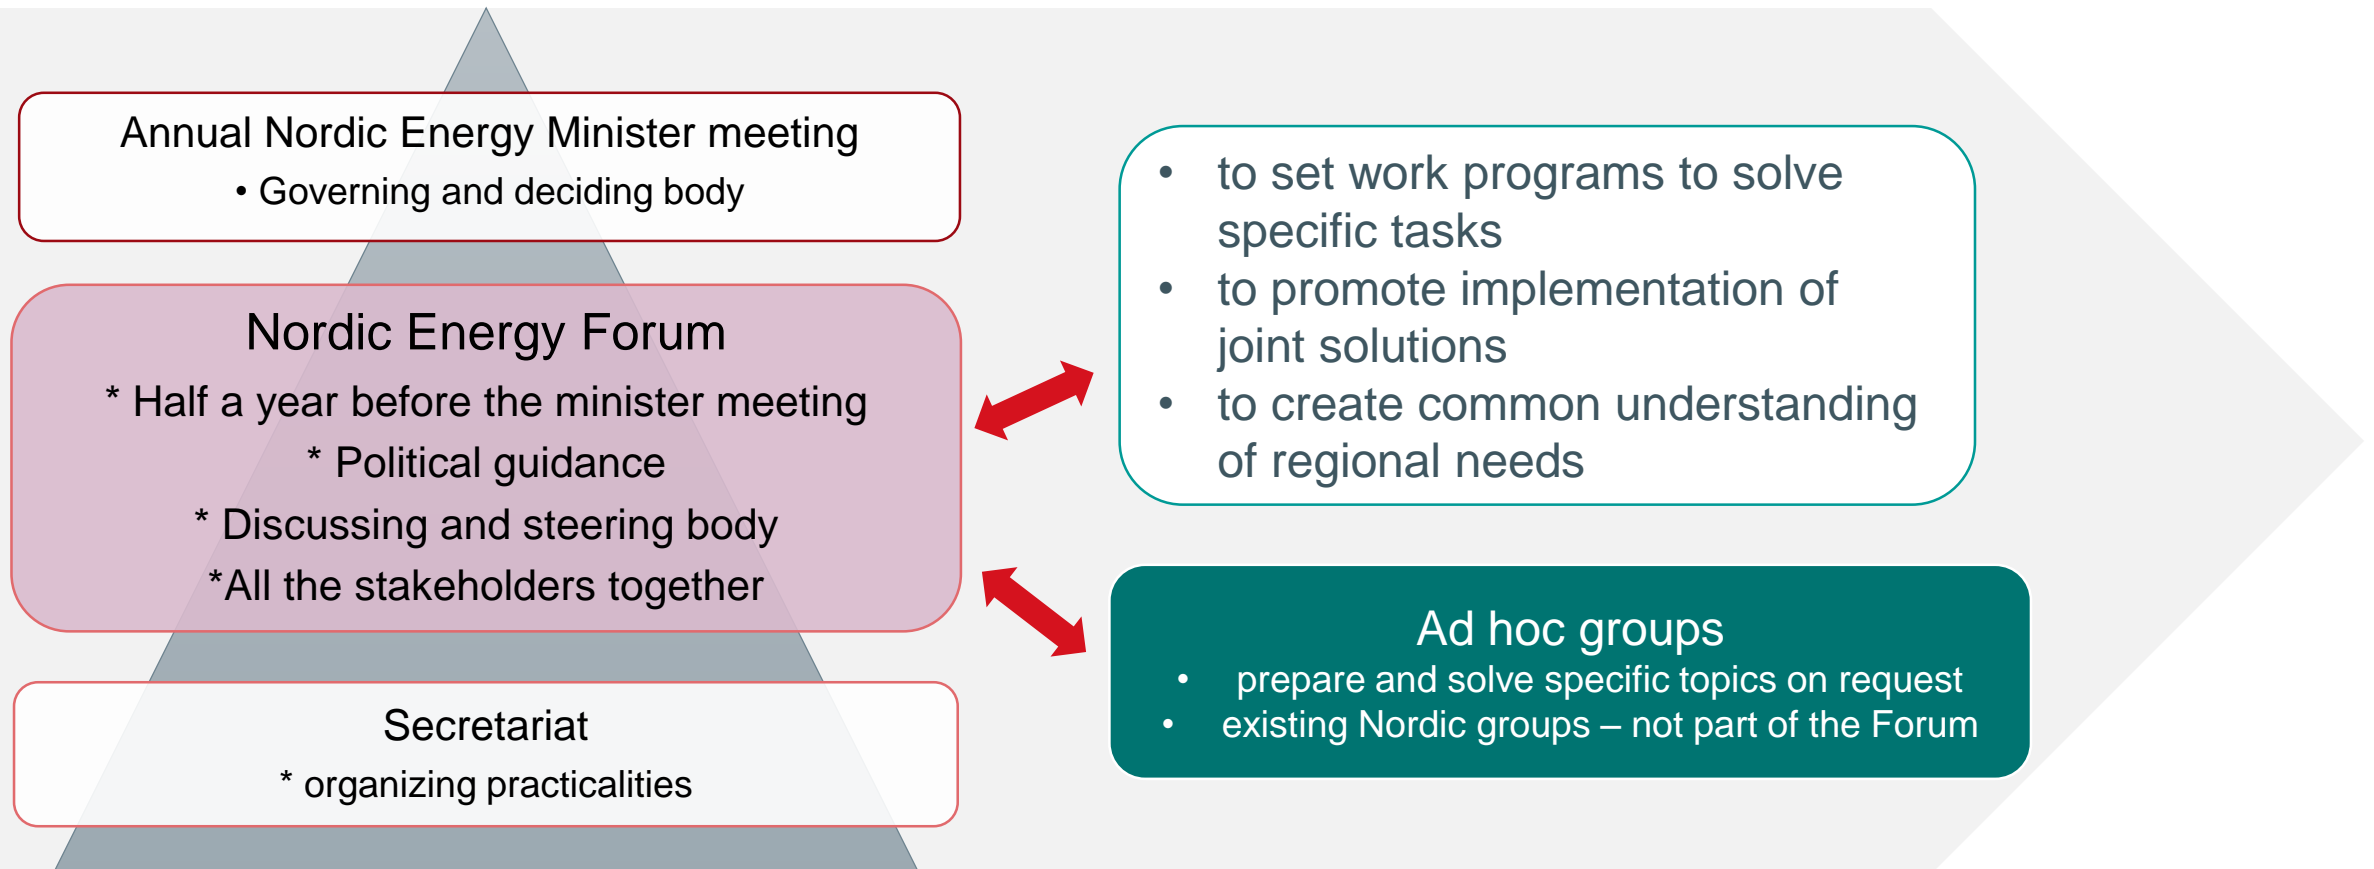 Annual Nordic Energy Minister meeting
• Governing and deciding body
Nordic Energy Forum
* Half a year before the minister meeting
* Political guidance
* Discussing and steering body
*All the stakeholders together
Secretariat
* organizing practicalities
• to set work programs to solve
specific tasks
• to promote implementation of
joint solutions
• to create common understanding
of regional needs
Ad hoc groups
• prepare and solve specific topics on request
• existing Nordic groups – not part of the Forum